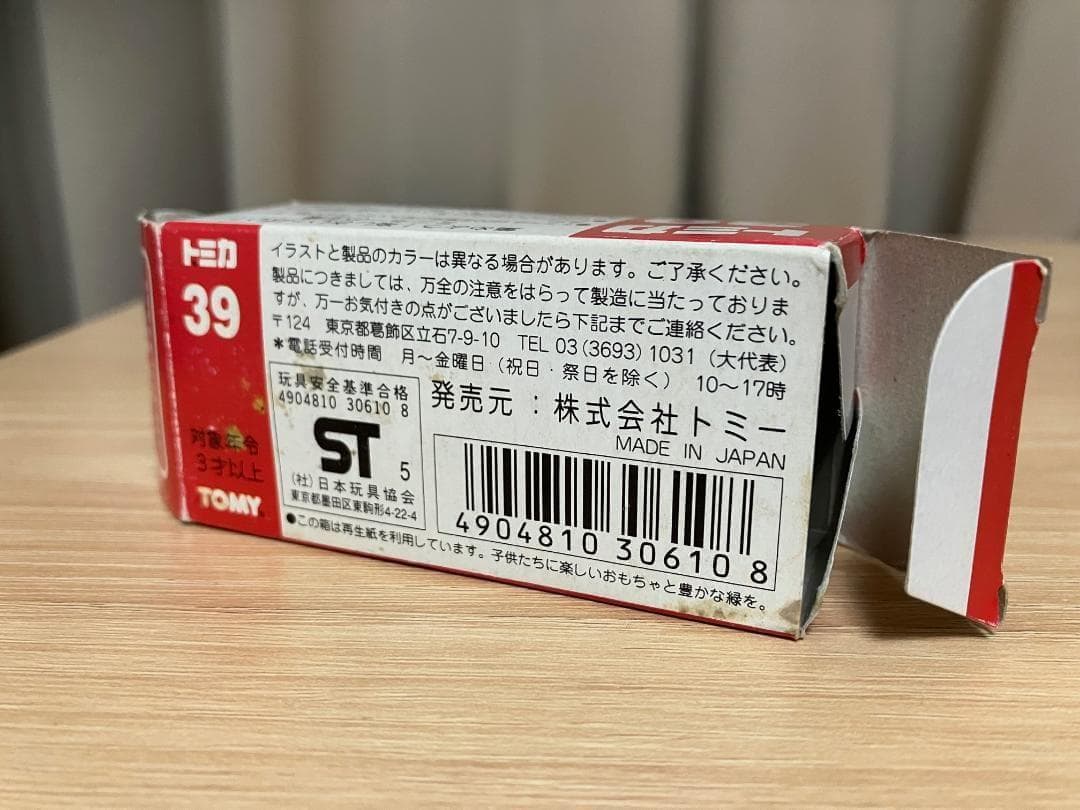 トミカ
トミカ
39
対象年令
3才以上
TOMY
イラストと製品のカラーは異なる場合があります。ご了承ください。
製品につきましては、万全の注意をはらって製造に当たっておりま
すが、万一お気付きの点がございましたら下記までご連絡ください。
〒124 東京都葛飾区立石7-9-10 TEL 03(3693)1031(大代表)
*電話受付時間 月〜金曜日(祝日・祭日を除く) 10〜17時
玩具安全基準合格
4904810 30610 8
ST 5
(社)日本玩具協会
東京都墨田区東駒形4-22-4
発売元:株式会社トミー
MADE IN JAPAN
4904810 306108
●この箱は再生紙を利用しています。子供たちに楽しいおもちゃと豊かな緑を。